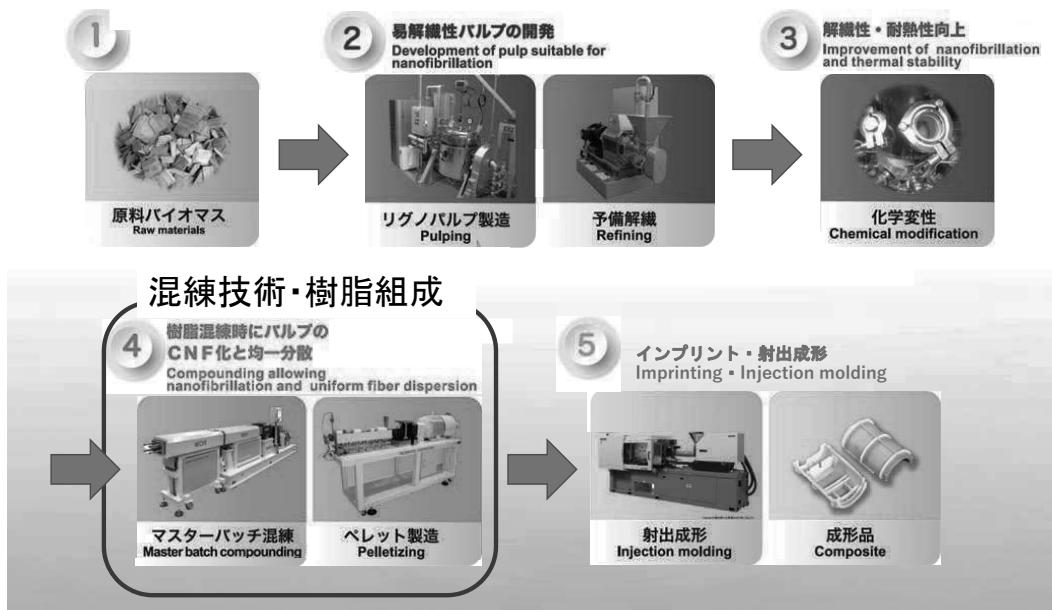 1
原料バイオマス
Raw materials
2
易解繊性パルプの開発
Development of pulp suitable for
nanofibrillation
リグノパルプ製造
Pulping
予備解繊
Refining
3
解繊性・耐熱性向上
Improvement of nanofibrillation
and thermal stability
化学変性
Chemical modification
混練技術・樹脂組成
4
樹脂混練時にパルプの
CNF化と均一分散
Compounding allowing
nanofibrillation and uniform fiber dispersion
マスターバッチ混練
Master batch compounding
ペレット製造
Pelletizing
5
インプリント・射出成形
Imprinting・Injection molding
射出成形
Injection molding
成形品
Composite